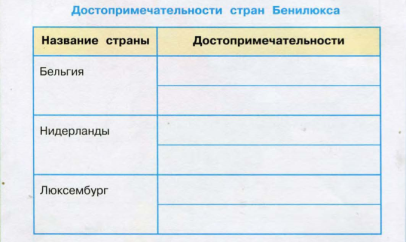 Достопримечательности стран Бенилюкса
Название страны Достопримечательности
Бельгия
Нидерланды
Люксембург